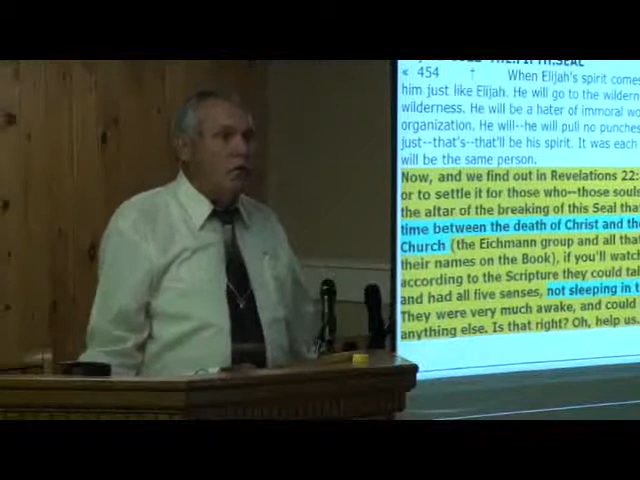 THE.FIFTH.SEAL
« 454 † When Elijah's spirit comes
him just like Elijah. He will go to the wildern
wilderness. He will be a hater of immoral wo
organization. He will--he will pull no punches
just--that's--that'll be his spirit. It was each
will be the same person.
Now, and we find out in Revelations 22:
or to settle it for those who--those souls
the altar of the breaking of this Seal tha
time between the death of Christ and the
Church (the Eichmann group and all tha
their names on the Book), if you'll watch
according to the Scripture they could tal
and had all five senses, not sleeping in t
They were very much awake, and could
anything else. Is that right? Oh, help us.